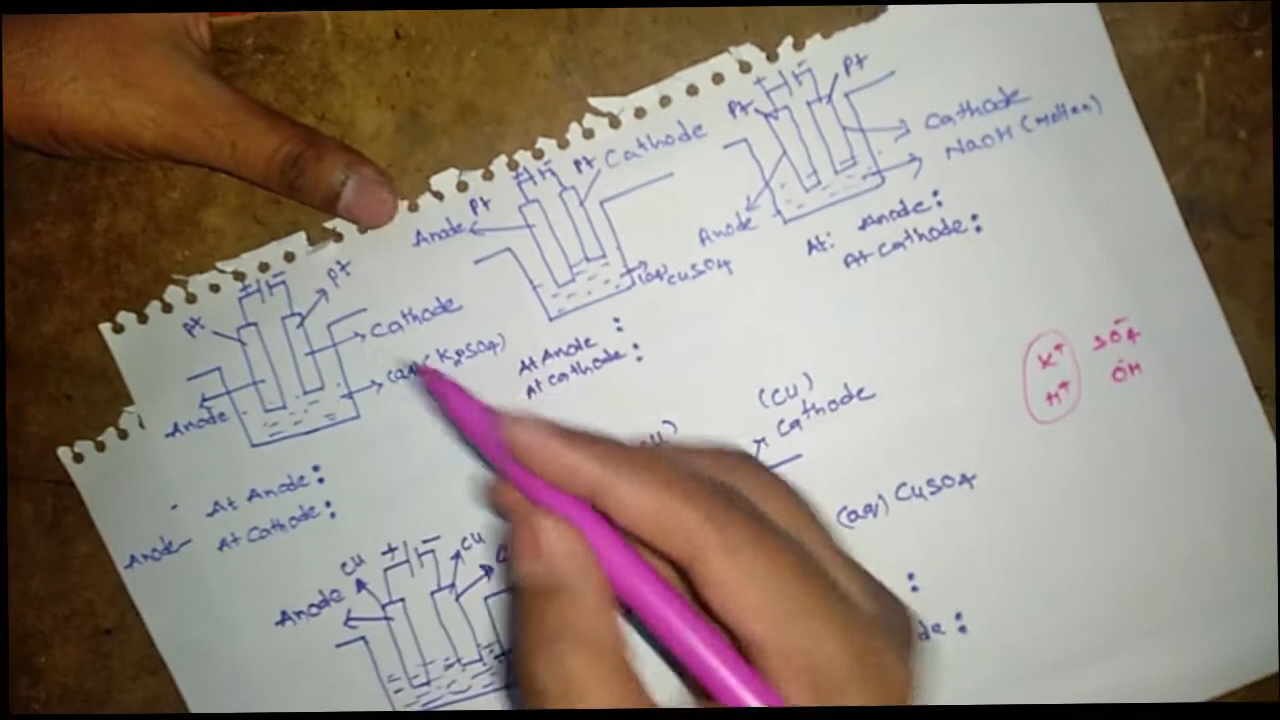 + -
Pt
Pt
Cathode
NaOH (molten)
Anode
At: Anode:
At Cathode:
+ -
Pt Cathode
Pt
Anode
(aq) CuSO4
At Anode :
At Cathode :
Pt
Pt
Cathode
(aq) (K2SO4)
Anode
- At Anode:
Anode- At Cathode:
K+ SO4-
H+ OH-
(Cu)
Cathode
(aq) CuSO4
:
de :
+ -
Cu
Cu
Anode